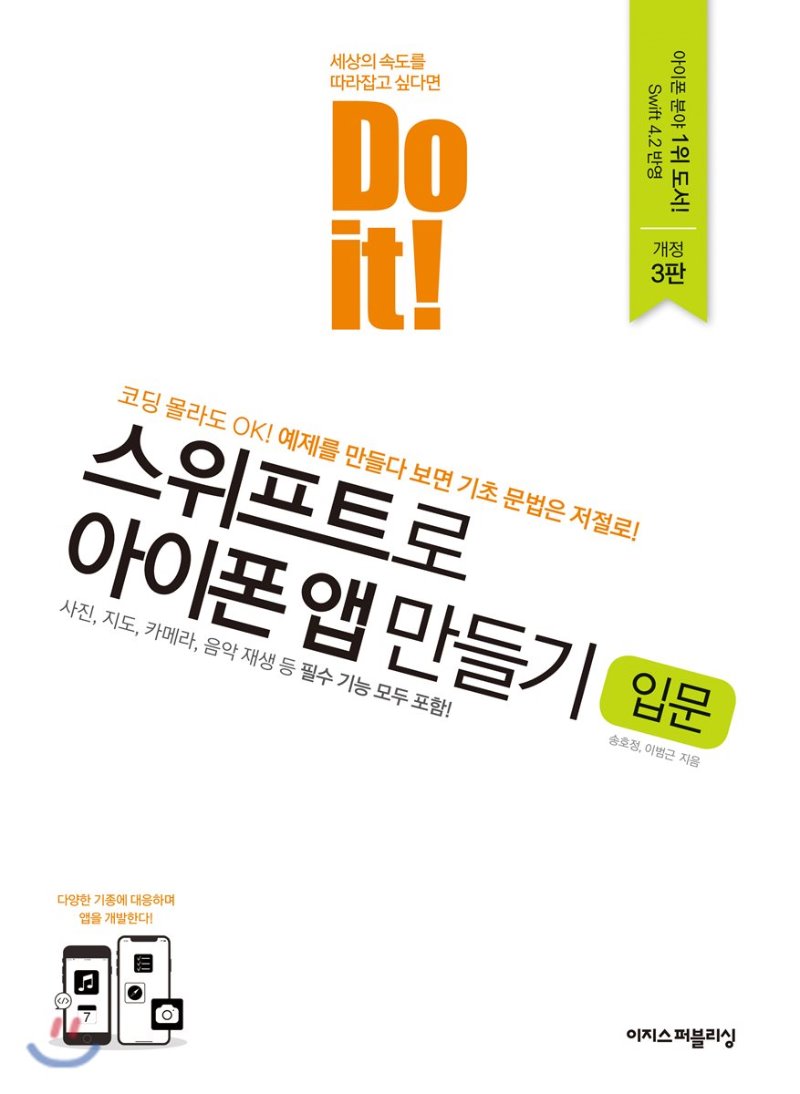 세상의 속도를
따라잡고 싶다면
Do
it!
아이폰 분야 1위 도서!
Swift 4.2 반영
개정
3판
코딩 몰라도 OK! 예제를 만들다 보면 기초 문법은 저절로!
스위프트로
아이폰 앱 만들기
입문
사진, 지도, 카메라, 음악 재생 등 필수 기능 모두 포함!
송호정, 이범근 지음
다양한 기종에 대응하며
앱을 개발한다!
</>
7
이지스 퍼블리싱